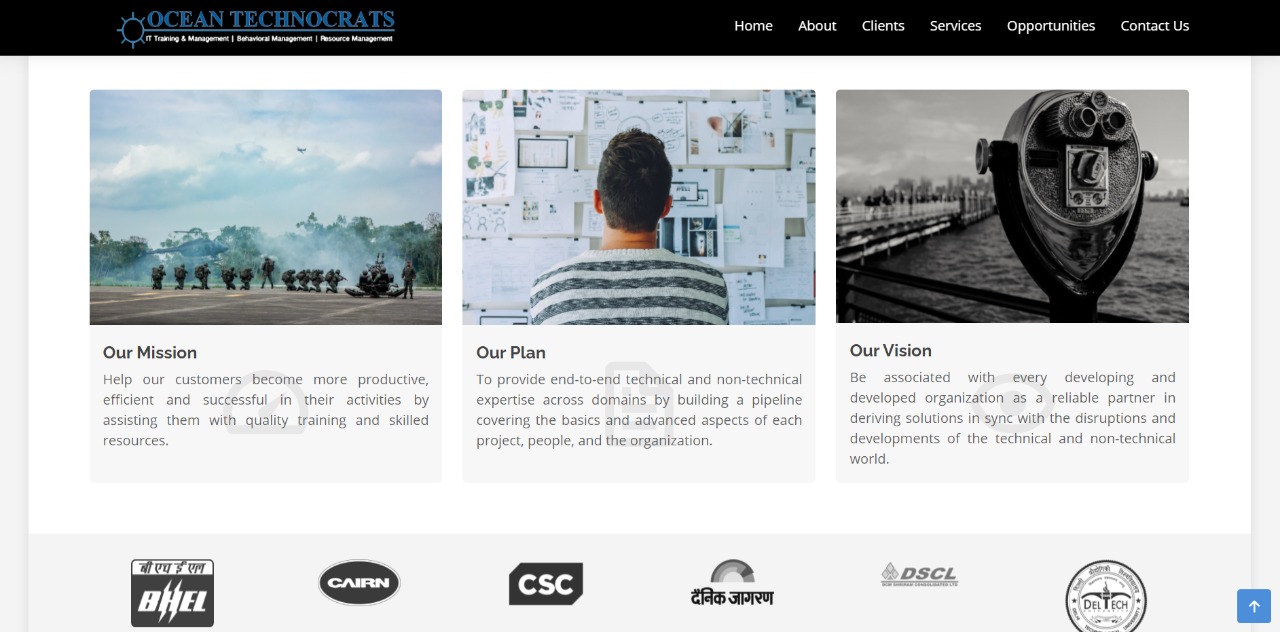 OCEAN TECHNOCRATS
IT Training & Management | Behavioral Management | Resource Management
Home About Clients Services Opportunities Contact Us
Our Mission
Help our customers become more productive,
efficient and successful in their activities by
assisting them with quality training and skilled
resources.
Our Plan
To provide end-to-end technical and non-technical
expertise across domains by building a pipeline
covering the basics and advanced aspects of each
project, people, and the organization.
Our Vision
Be associated with every developing and
developed organization as a reliable partner in
deriving solutions in sync with the disruptions and
developments of the technical and non-technical
world.
बी एच ई एल
BHEL
CAIRN
CSC
दैनिक जागरण
DSCL
DCM SHRIRAM CONSOLIDATED LTD
DELTECH